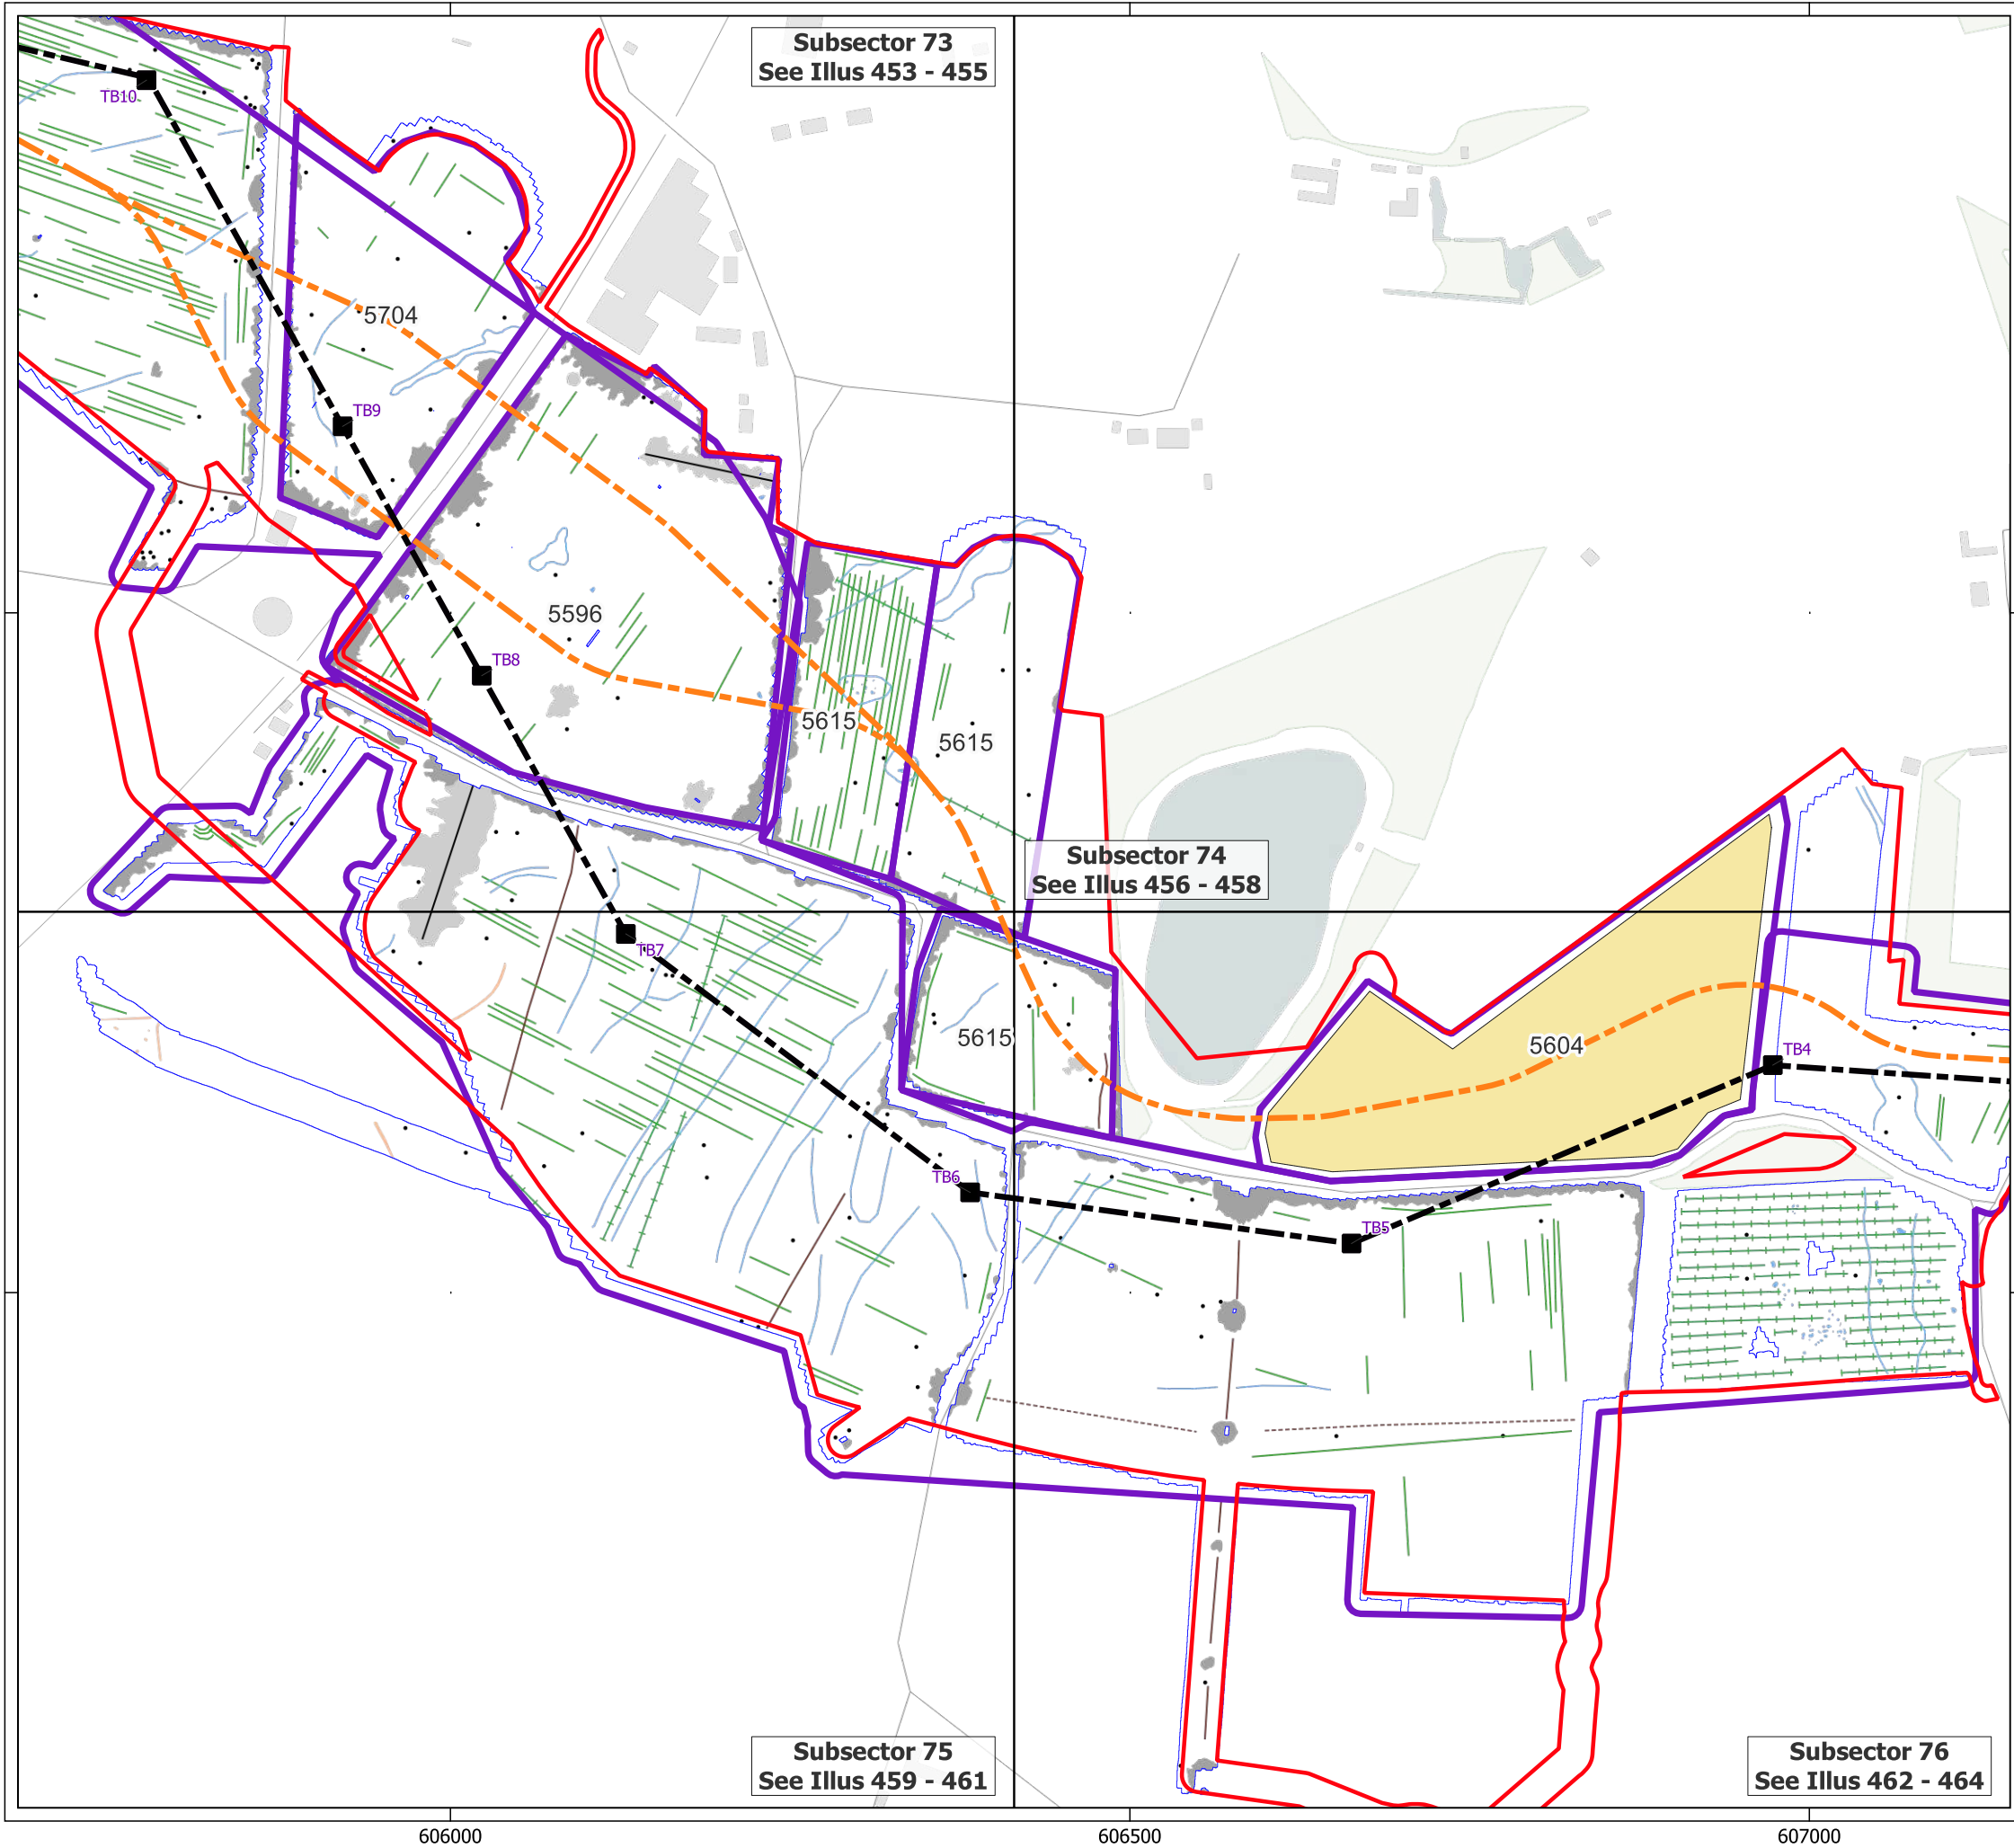 Subsector 73
See Illus 453 - 455
TB10
5704
TB9
5596
TB8
5615
5615
Subsector 74
See Illus 456 - 458
TB7
5615
5604
TB4
TB6
TB5
Subsector 75
See Illus 459 - 461
Subsector 76
See Illus 462 - 464
606000
606500
607000